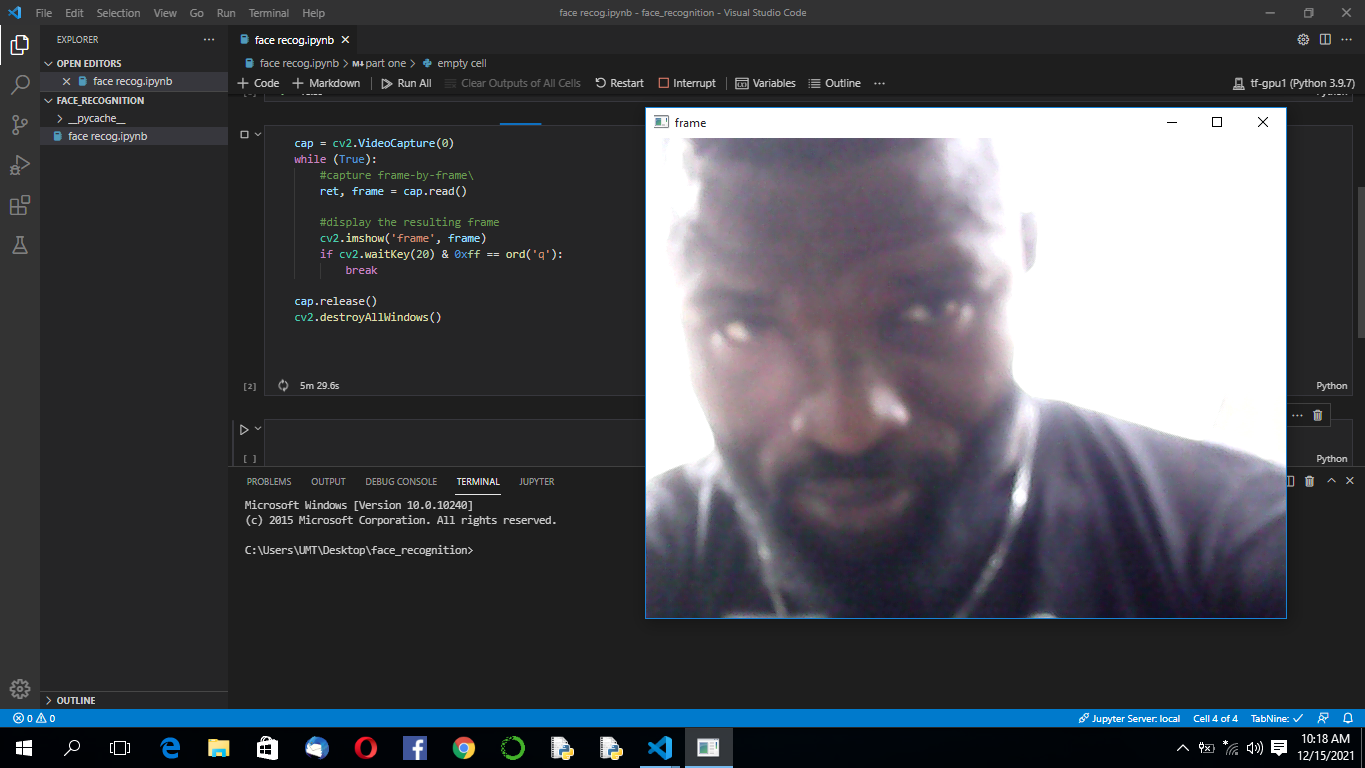 File Edit Selection View Go Run Terminal Help
face recog.ipynb - face_recognition - Visual Studio Code
EXPLORER
OPEN EDITORS
face recog.ipynb
FACE_RECOGNITION
__pycache__
face recog.ipynb
OUTLINE
face recog.ipynb
face recog.ipynb > M↓part one > empty cell
+ Code + Markdown Run All Clear Outputs of All Cells Restart Interrupt Variables Outline ...
tf-gpu1 (Python 3.9.7)
cap = cv2.VideoCapture(0)
while (True):
#capture frame-by-frame\
ret, frame = cap.read()
#display the resulting frame
cv2.imshow('frame', frame)
if cv2.waitKey(20) & 0xff == ord('q'):
break
cap.release()
cv2.destroyAllWindows()
[2]
5m 29.6s
Python
[ ]
Python
frame
PROBLEMS OUTPUT DEBUG CONSOLE TERMINAL JUPYTER
Microsoft Windows [Version 10.0.10240]
(c) 2015 Microsoft Corporation. All rights reserved.
C:\Users\UMT\Desktop\face_recognition>
0 0
Jupyter Server: local Cell 4 of 4 TabNine: ✓
10:18 AM
12/15/2021